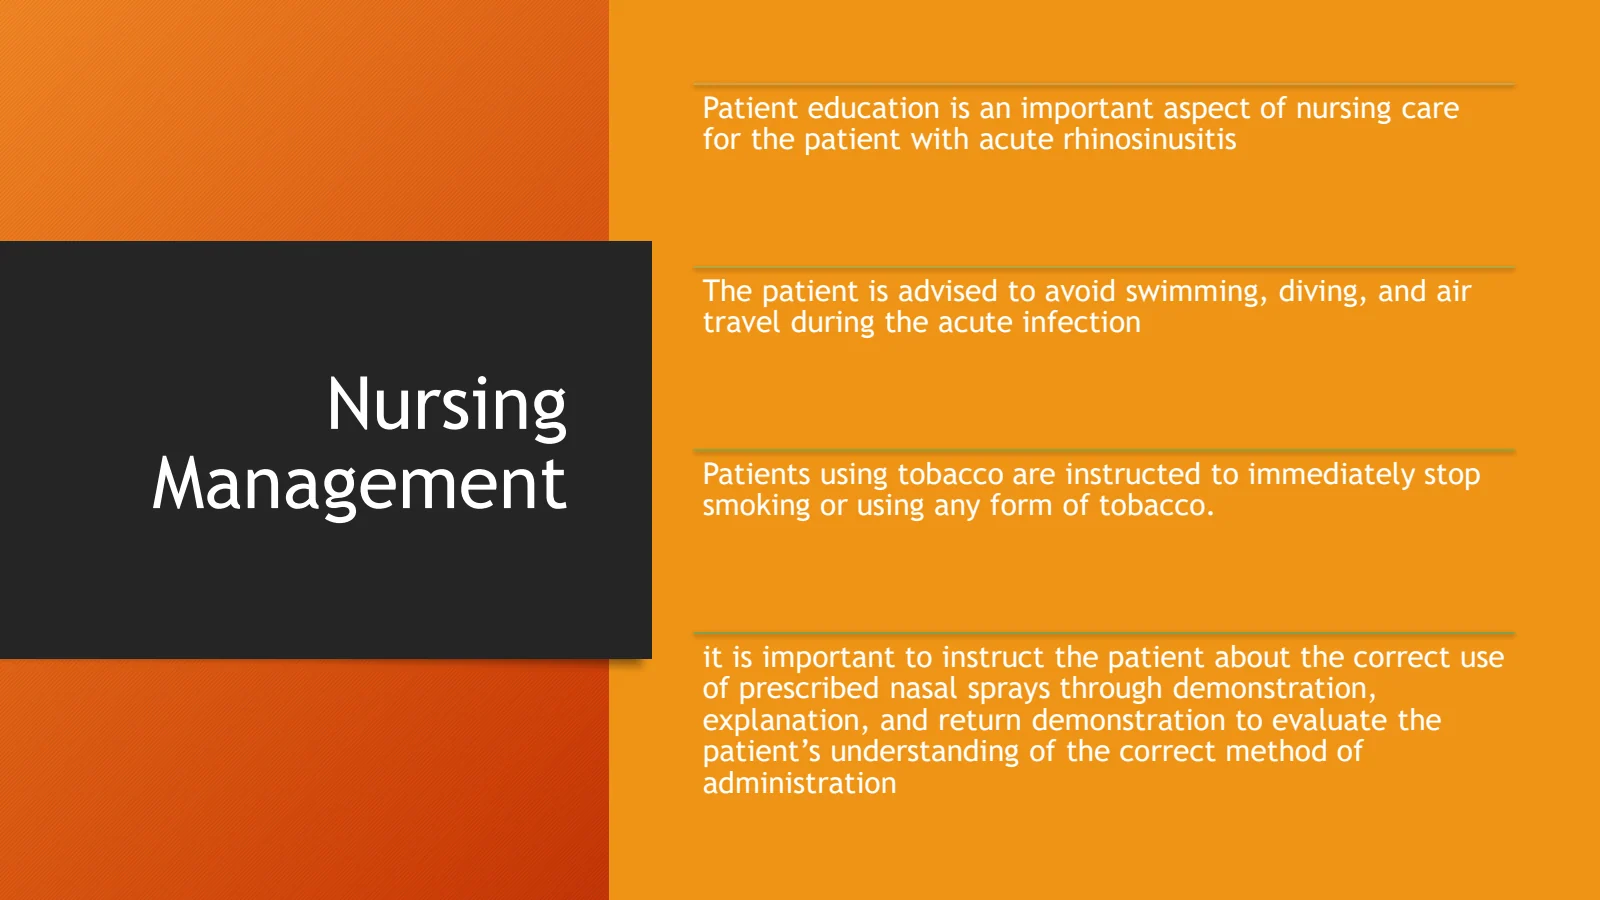 Nursing
Management
Patient education is an important aspect of nursing care
for the patient with acute rhinosinusitis
The patient is advised to avoid swimming, diving, and air
travel during the acute infection
Patients using tobacco are instructed to immediately stop
smoking or using any form of tobacco.
it is important to instruct the patient about the correct use
of prescribed nasal sprays through demonstration,
explanation, and return demonstration to evaluate the
patient’s understanding of the correct method of
administration